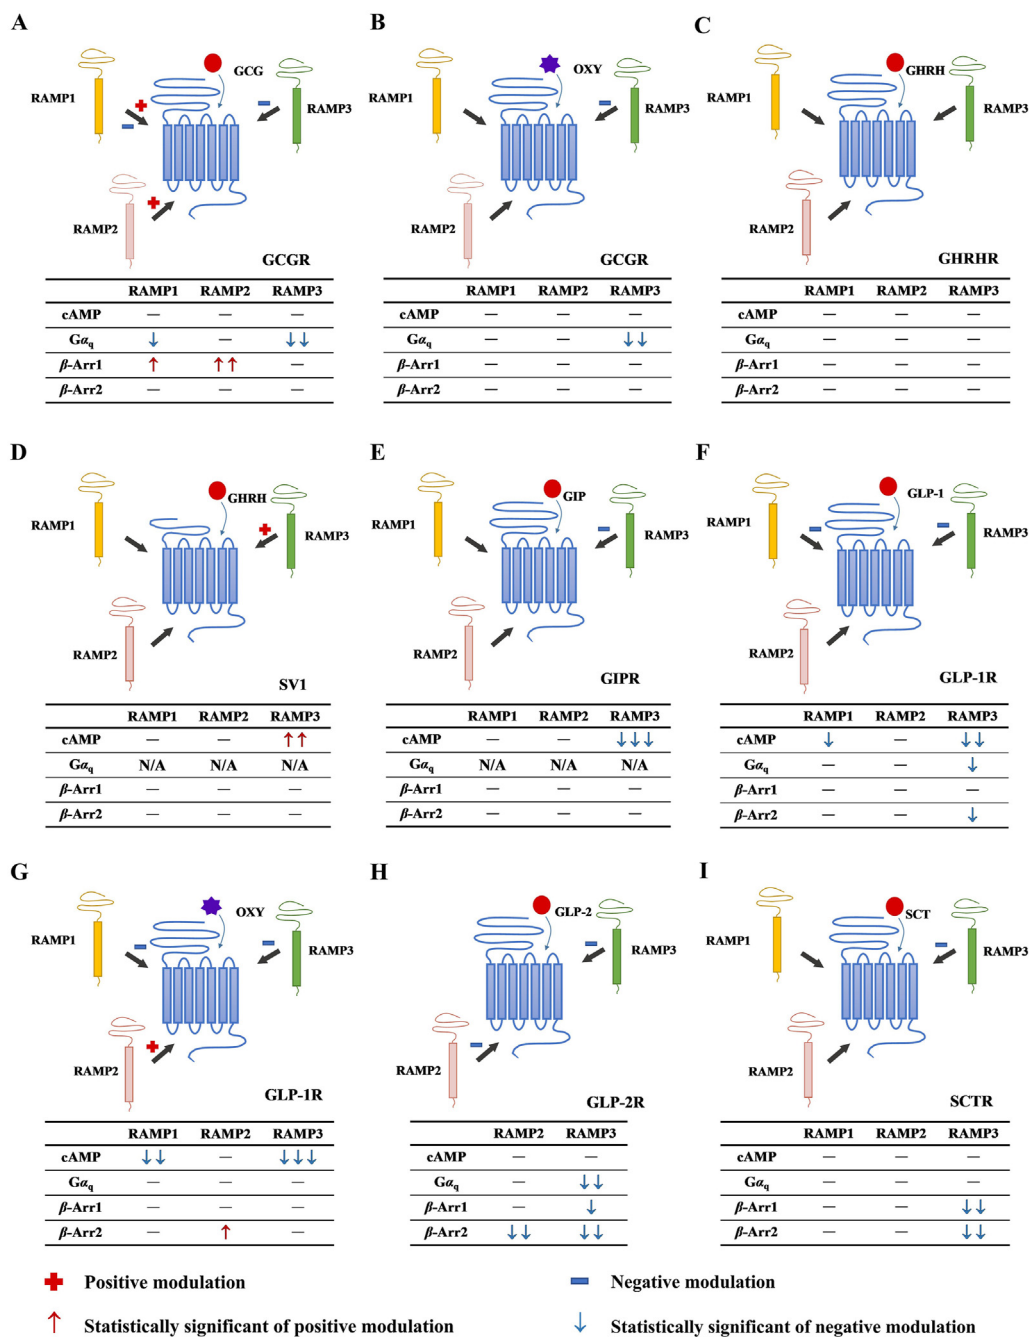 A
RAMP1
GCG
RAMP3
RAMP2
GCGR
RAMP1 RAMP2 RAMP3
cAMP — — —
Gαq ↓ — ↓↓
β-Arr1 ↑ ↑↑ —
β-Arr2 — — —
B
RAMP1
OXY
RAMP3
RAMP2
GCGR
RAMP1 RAMP2 RAMP3
cAMP — — —
Gαq — — ↓↓
β-Arr1 — — —
β-Arr2 — — —
C
RAMP1
GHRH
RAMP3
RAMP2
GHRHR
RAMP1 RAMP2 RAMP3
cAMP — — —
Gαq — — —
β-Arr1 — — —
β-Arr2 — — —
D
RAMP1
GHRH
RAMP3
RAMP2
SV1
RAMP1 RAMP2 RAMP3
cAMP — — ↑↑
Gαq N/A N/A N/A
β-Arr1 — — —
β-Arr2 — — —
E
RAMP1
GIP
RAMP3
RAMP2
GIPR
RAMP1 RAMP2 RAMP3
cAMP — — ↓↓↓
Gαq N/A N/A N/A
β-Arr1 — — —
β-Arr2 — — —
F
RAMP1
GLP-1
RAMP3
RAMP2
GLP-1R
RAMP1 RAMP2 RAMP3
cAMP ↓ — ↓↓
Gαq — — ↓
β-Arr1 — — —
β-Arr2 — — ↓
G
RAMP1
OXY
RAMP3
RAMP2
GLP-1R
RAMP1 RAMP2 RAMP3
cAMP ↓↓ — ↓↓↓
Gαq — — —
β-Arr1 — — —
β-Arr2 — ↑ —
H
GLP-2
RAMP3
RAMP2
GLP-2R
RAMP2 RAMP3
cAMP — —
Gαq — ↓↓
β-Arr1 — ↓
β-Arr2 ↓↓ ↓↓
I
RAMP1
SCT
RAMP3
RAMP2
SCTR
RAMP1 RAMP2 RAMP3
cAMP — — —
Gαq — — —
β-Arr1 — — ↓↓
β-Arr2 — — ↓↓
Positive modulation
Negative modulation
↑ Statistically significant of positive modulation
↓ Statistically significant of negative modulation